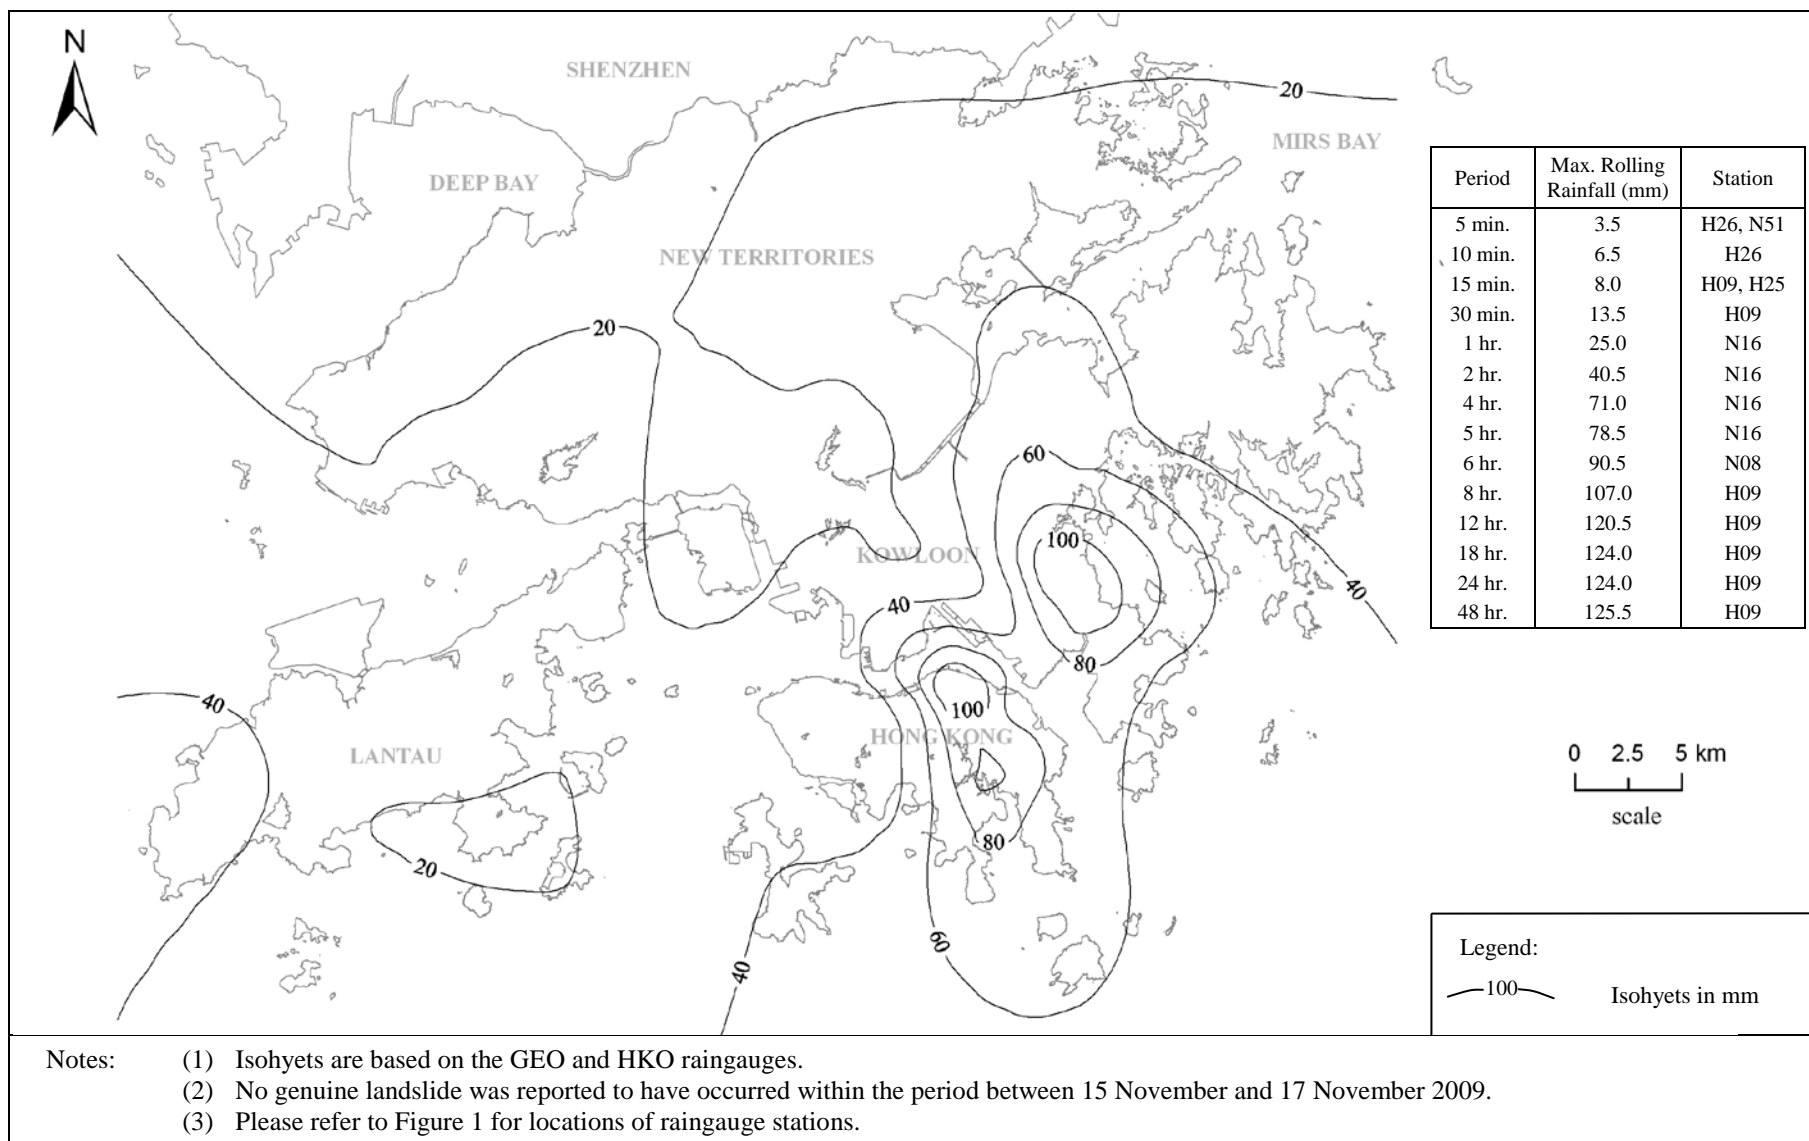 N
SHENZHEN
20
MIRS BAY
DEEP BAY
NEW TERRITORIES
20
60
100
KOWLOON
40
40
80
40
100
HONG KONG
LANTAU
80
20
60
40
Period Max. Rolling Rainfall (mm) Station
5 min. 3.5 H26, N51
10 min. 6.5 H26
15 min. 8.0 H09, H25
30 min. 13.5 H09
1 hr. 25.0 N16
2 hr. 40.5 N16
4 hr. 71.0 N16
5 hr. 78.5 N16
6 hr. 90.5 N08
8 hr. 107.0 H09
12 hr. 120.5 H09
18 hr. 124.0 H09
24 hr. 124.0 H09
48 hr. 125.5 H09
0 2.5 5 km
scale
Legend:
100 Isohyets in mm
Notes: (1) Isohyets are based on the GEO and HKO raingauges.
(2) No genuine landslide was reported to have occurred within the period between 15 November and 17 November 2009.
(3) Please refer to Figure 1 for locations of raingauge stations.